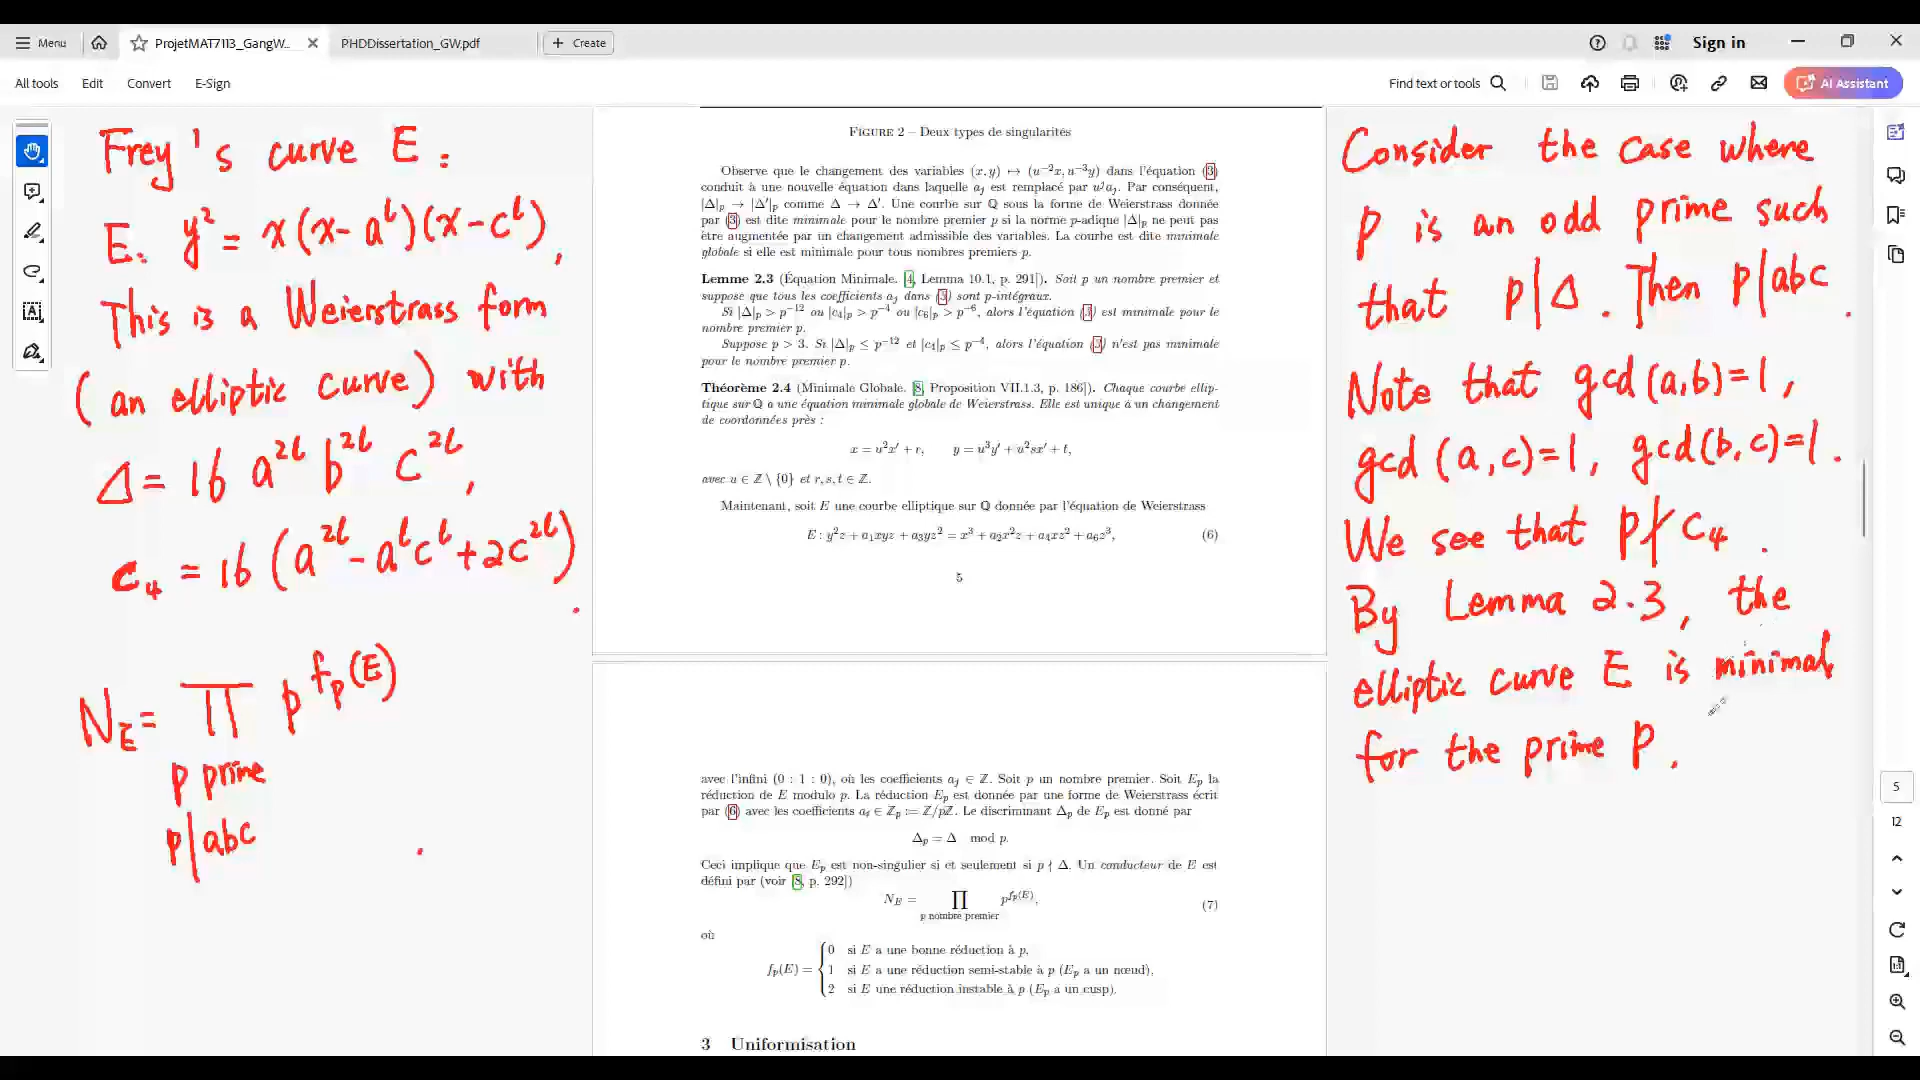 Menu
ProjetMAT7113_GangW...
PHDDissertation_GW.pdf
Create
Sign in
All tools
Edit
Convert
E-Sign
Find text or tools
AI Assistant
Frey's curve E:
E: y² = x(x - a^l)(x - c^l),
This is a Weierstrass form
(an elliptic curve) with
Δ = 16 a^{2l} b^{2l} c^{2l},
c₄ = 16 (a^{2l} - a^l c^l + 2c^{2l}).
N_E = ∏ p^{f_p(E)}
p prime
p|abc
.
FIGURE 2 – Deux types de singularités
Observe que le changement des variables (x, y) ↦ (u⁻²x, u⁻³y) dans l'équation (3)
conduit à une nouvelle équation dans laquelle a_j est remplacé par u^j a_j. Par conséquent,
|Δ|_p → |Δ'|_p comme Δ → Δ'. Une courbe sur ℚ sous la forme de Weierstrass donnée
par (3) est dite minimale pour le nombre premier p si la norme p-adique |Δ|_p ne peut pas
être augmentée par un changement admissible des variables. La courbe est dite minimale
globale si elle est minimale pour tous nombres premiers p.
Lemme 2.3 (Équation Minimale. [4, Lemma 10.1, p. 291]). Soit p un nombre premier et
suppose que tous les coefficients a_j dans (3) sont p-intégraux.
Si |Δ|_p > p⁻¹² ou |c₄|_p > p⁻⁴ ou |c₆|_p > p⁻⁶, alors l'équation (3) est minimale pour le
nombre premier p.
Suppose p > 3. Si |Δ|_p ≤ p⁻¹² et |c₄|_p ≤ p⁻⁴, alors l'équation (3) n'est pas minimale
pour le nombre premier p.
Théorème 2.4 (Minimale Globale. [8, Proposition VII.1.3, p. 186]). Chaque courbe ellip-
tique sur ℚ a une équation minimale globale de Weierstrass. Elle est unique à un changement
de coordonnées près :
x = u²x' + r, y = u³y' + u²sx' + t,
avec u ∈ ℤ \ {0} et r, s, t ∈ ℤ.
Maintenant, soit E une courbe elliptique sur ℚ donnée par l'équation de Weierstrass
E : y²z + a₁xyz + a₃yz² = x³ + a₂x²z + a₄xz² + a₆z³, (6)
5
avec l'infini (0 : 1 : 0), où les coefficients a_j ∈ ℤ. Soit p un nombre premier. Soit E_p la
réduction de E modulo p. La réduction E_p est donnée par une forme de Weierstrass écrit
par (6) avec les coefficients a_i ∈ ℤ_p := ℤ/pℤ. Le discriminant Δ_p de E_p est donné par
Δ_p = Δ mod p.
Ceci implique que E_p est non-singulier si et seulement si p ∤ Δ. Un conducteur de E est
défini par (voir [8, p. 292])
N_E = ∏ p^{f_p(E)}, (7)
p nombre premier
où
f_p(E) = { 0 si E a une bonne réduction à p,
1 si E a une réduction semi-stable à p (E_p a un nœud),
2 si E une réduction instable à p (E_p a un cusp).
3 Uniformisation
Consider the case where
p is an odd prime such
that p|Δ. Then p|abc.
Note that gcd(a,b)=1,
gcd(a,c)=1, gcd(b,c)=1.
We see that p∤c₄.
By Lemma 2.3, the
elliptic curve E is minimal
for the prime p.
5
12